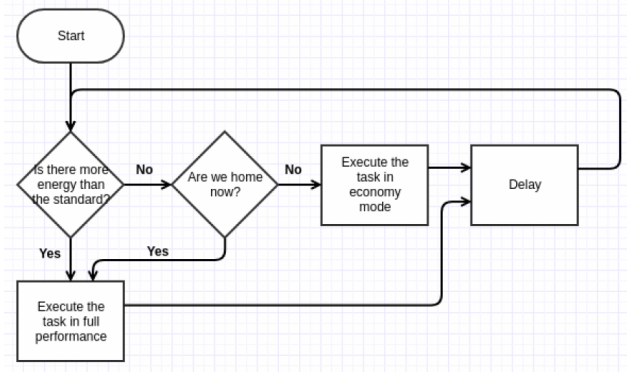 Start
Is there more
energy than
the standard?
No
Are we home
now?
No
Execute the
task in
economy
mode
Delay
Yes
Yes
Execute the
task in full
performance